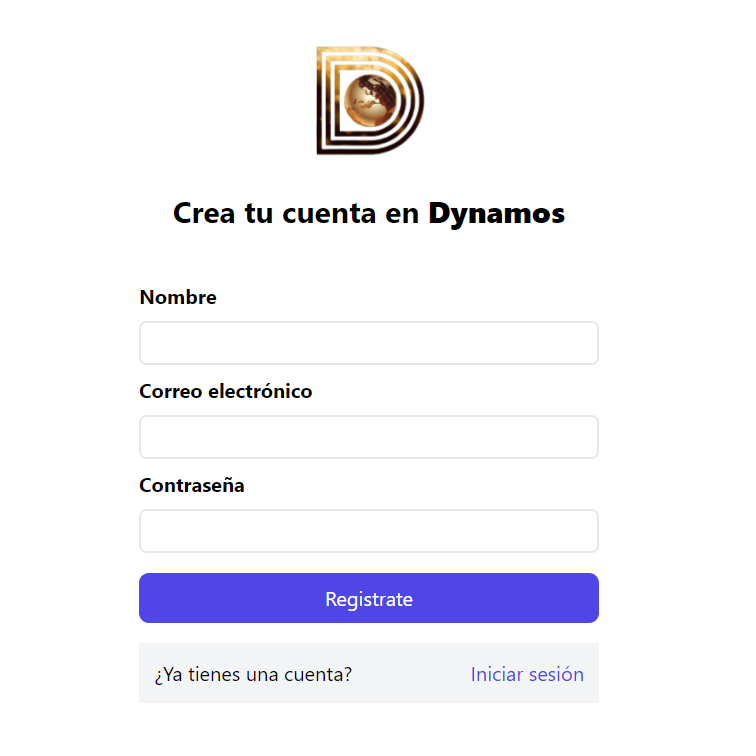 Crea tu cuenta en Dynamos
Nombre
Correo electrónico
Contraseña
Registrate
¿Ya tienes una cuenta? Iniciar sesión